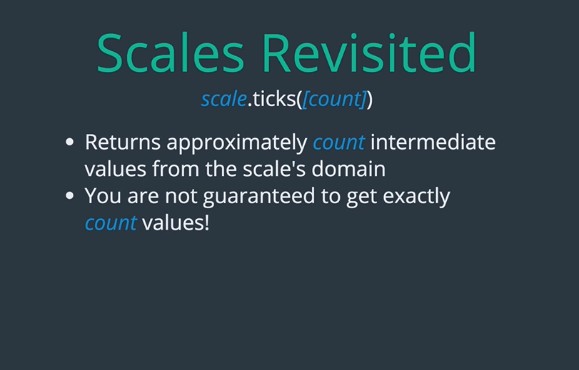 Scales Revisited
scale.ticks([count])
• Returns approximately count intermediate
values from the scale's domain
• You are not guaranteed to get exactly
count values!